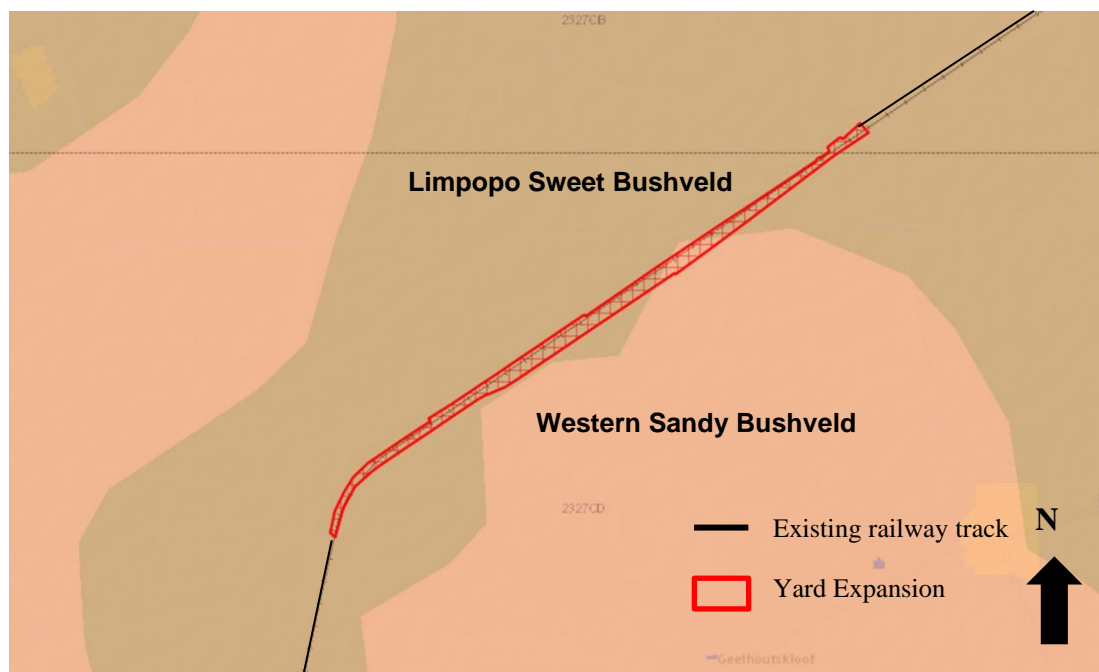 2327CB
Limpopo Sweet Bushveld
Western Sandy Bushveld
2327CD
Existing railway track
N
Yard Expansion
Geelhoutskloof